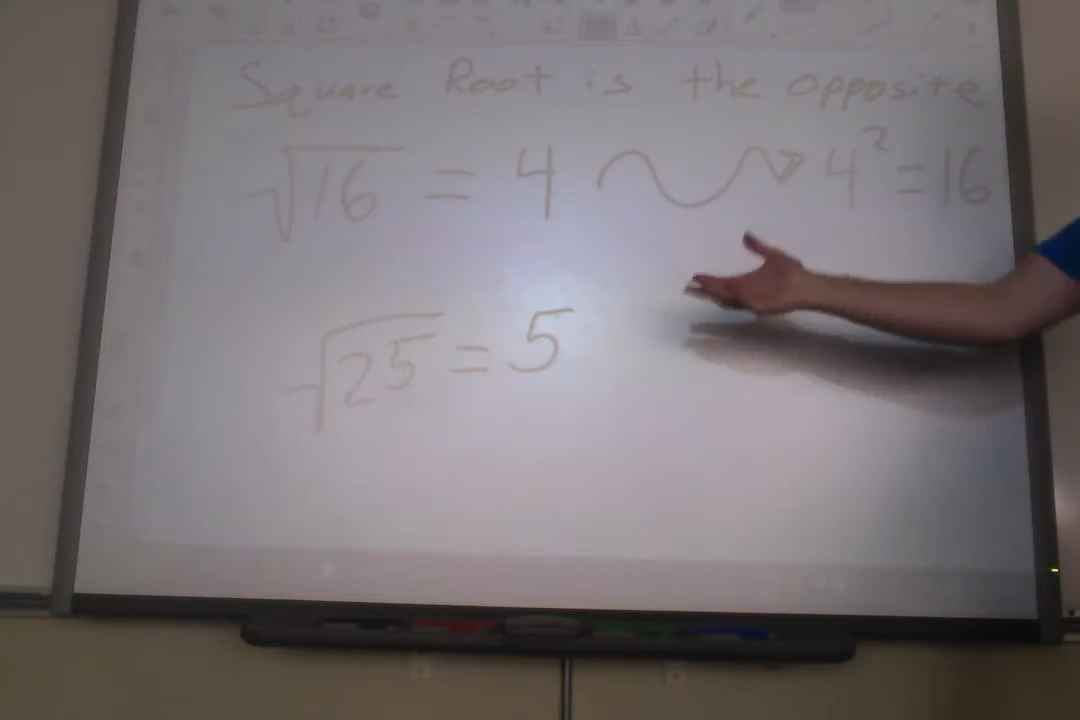 Square Root is the opposite
√16 = 4 4² = 16
√25 = 5